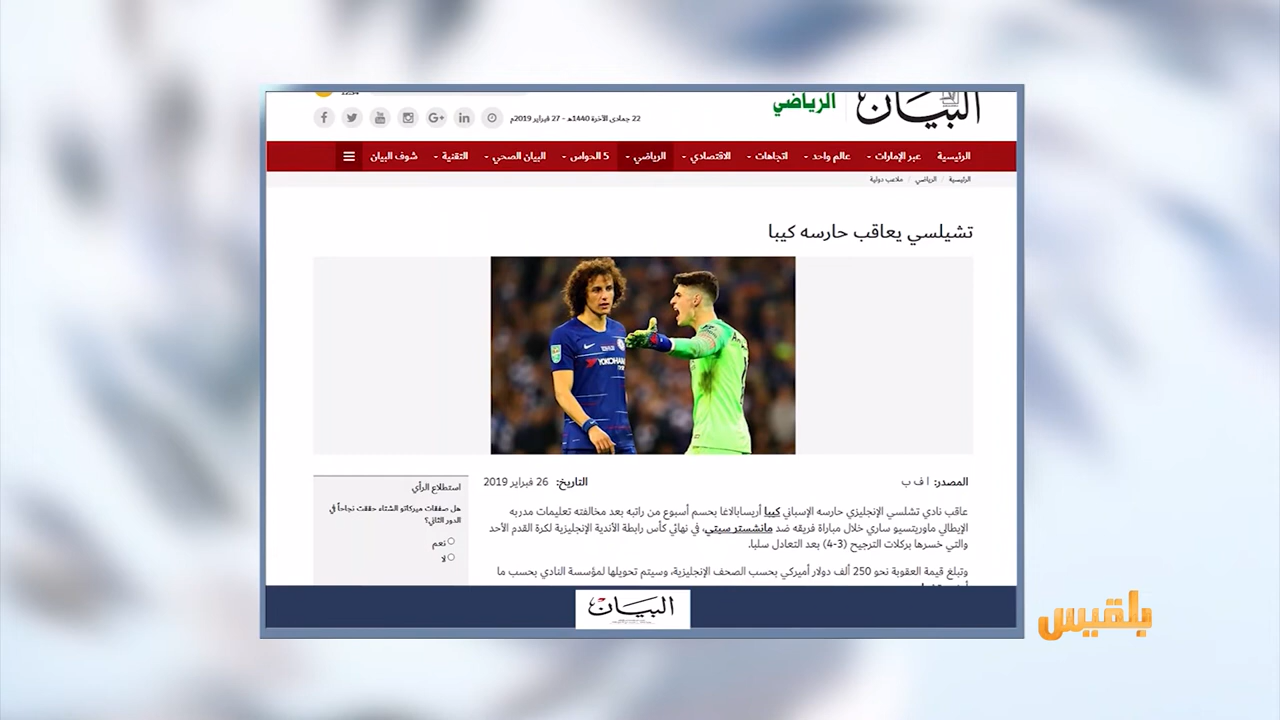 البيان
الرياضي
12:34
22 جمادى الآخرة 1440هـ - 27 فبراير 2019م
الرئيسية عبر الإمارات عالم واحد اتجاهات الاقتصادي الرياضي 5 الحواس البيان الصحي التقنية شوف البيان
الرئيسية / الرياضي / ملاعب دولية
تشيلسي يعاقب حارسه كيبا
YOKOHAMA
المصدر: ا ف ب
التاريخ: 26 فبراير 2019
عاقب نادي تشلسي الإنجليزي حارسه الإسباني كيبا أريسابالاغا بحسم أسبوع من راتبه بعد مخالفته تعليمات مدربه
الإيطالي ماوريتسيو ساري خلال مباراة فريقه ضد مانشستر سيتي، في نهائي كأس رابطة الأندية الإنجليزية لكرة القدم الأحد
والتي خسرها بركلات الترجيح (3-4) بعد التعادل سلبا.
وتبلغ قيمة العقوبة نحو 250 ألف دولار أميركي بحسب الصحف الإنجليزية، وسيتم تحويلها لمؤسسة النادي بحسب ما
استطلاع الرأي
هل صفقات ميركاتو الشتاء حققت نجاحاً في
الدور الثاني؟
نعم
لا
البيان
بلقيس